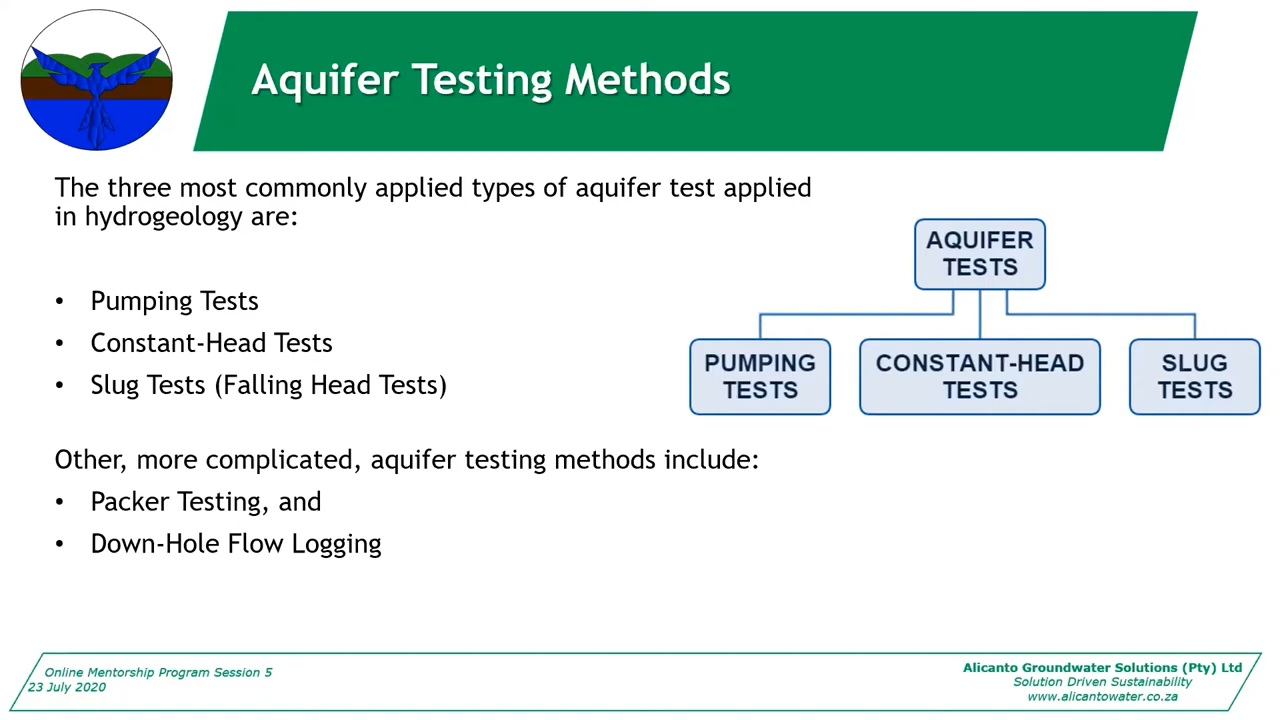 Aquifer Testing Methods
The three most commonly applied types of aquifer test applied
in hydrogeology are:
• Pumping Tests
• Constant-Head Tests
• Slug Tests (Falling Head Tests)
AQUIFER
TESTS
PUMPING
TESTS
CONSTANT-HEAD
TESTS
SLUG
TESTS
Other, more complicated, aquifer testing methods include:
• Packer Testing, and
• Down-Hole Flow Logging
Online Mentorship Program Session 5
23 July 2020
Alicanto Groundwater Solutions (Pty) Ltd
Solution Driven Sustainability
www.alicantowater.co.za